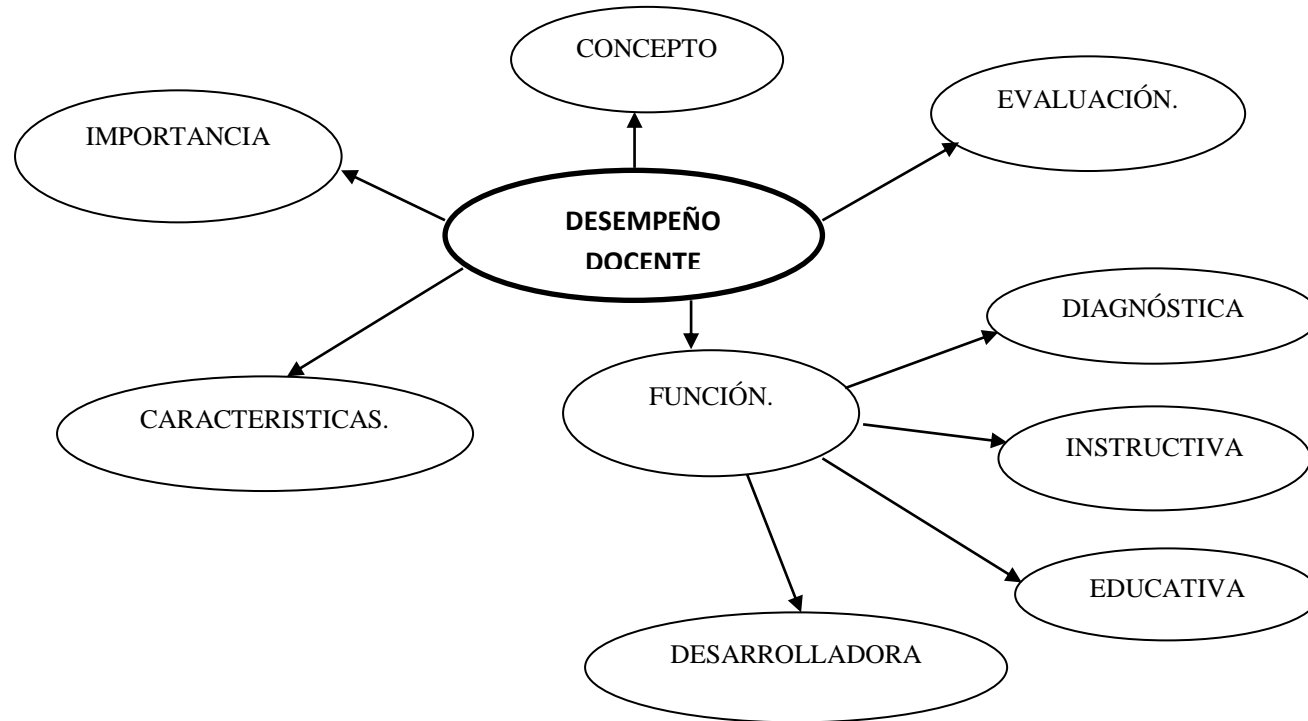 CONCEPTO
EVALUACIÓN.
IMPORTANCIA
DESEMPEÑO
DOCENTE
DIAGNÓSTICA
FUNCIÓN.
CARACTERISTICAS.
INSTRUCTIVA
EDUCATIVA
DESARROLLADORA